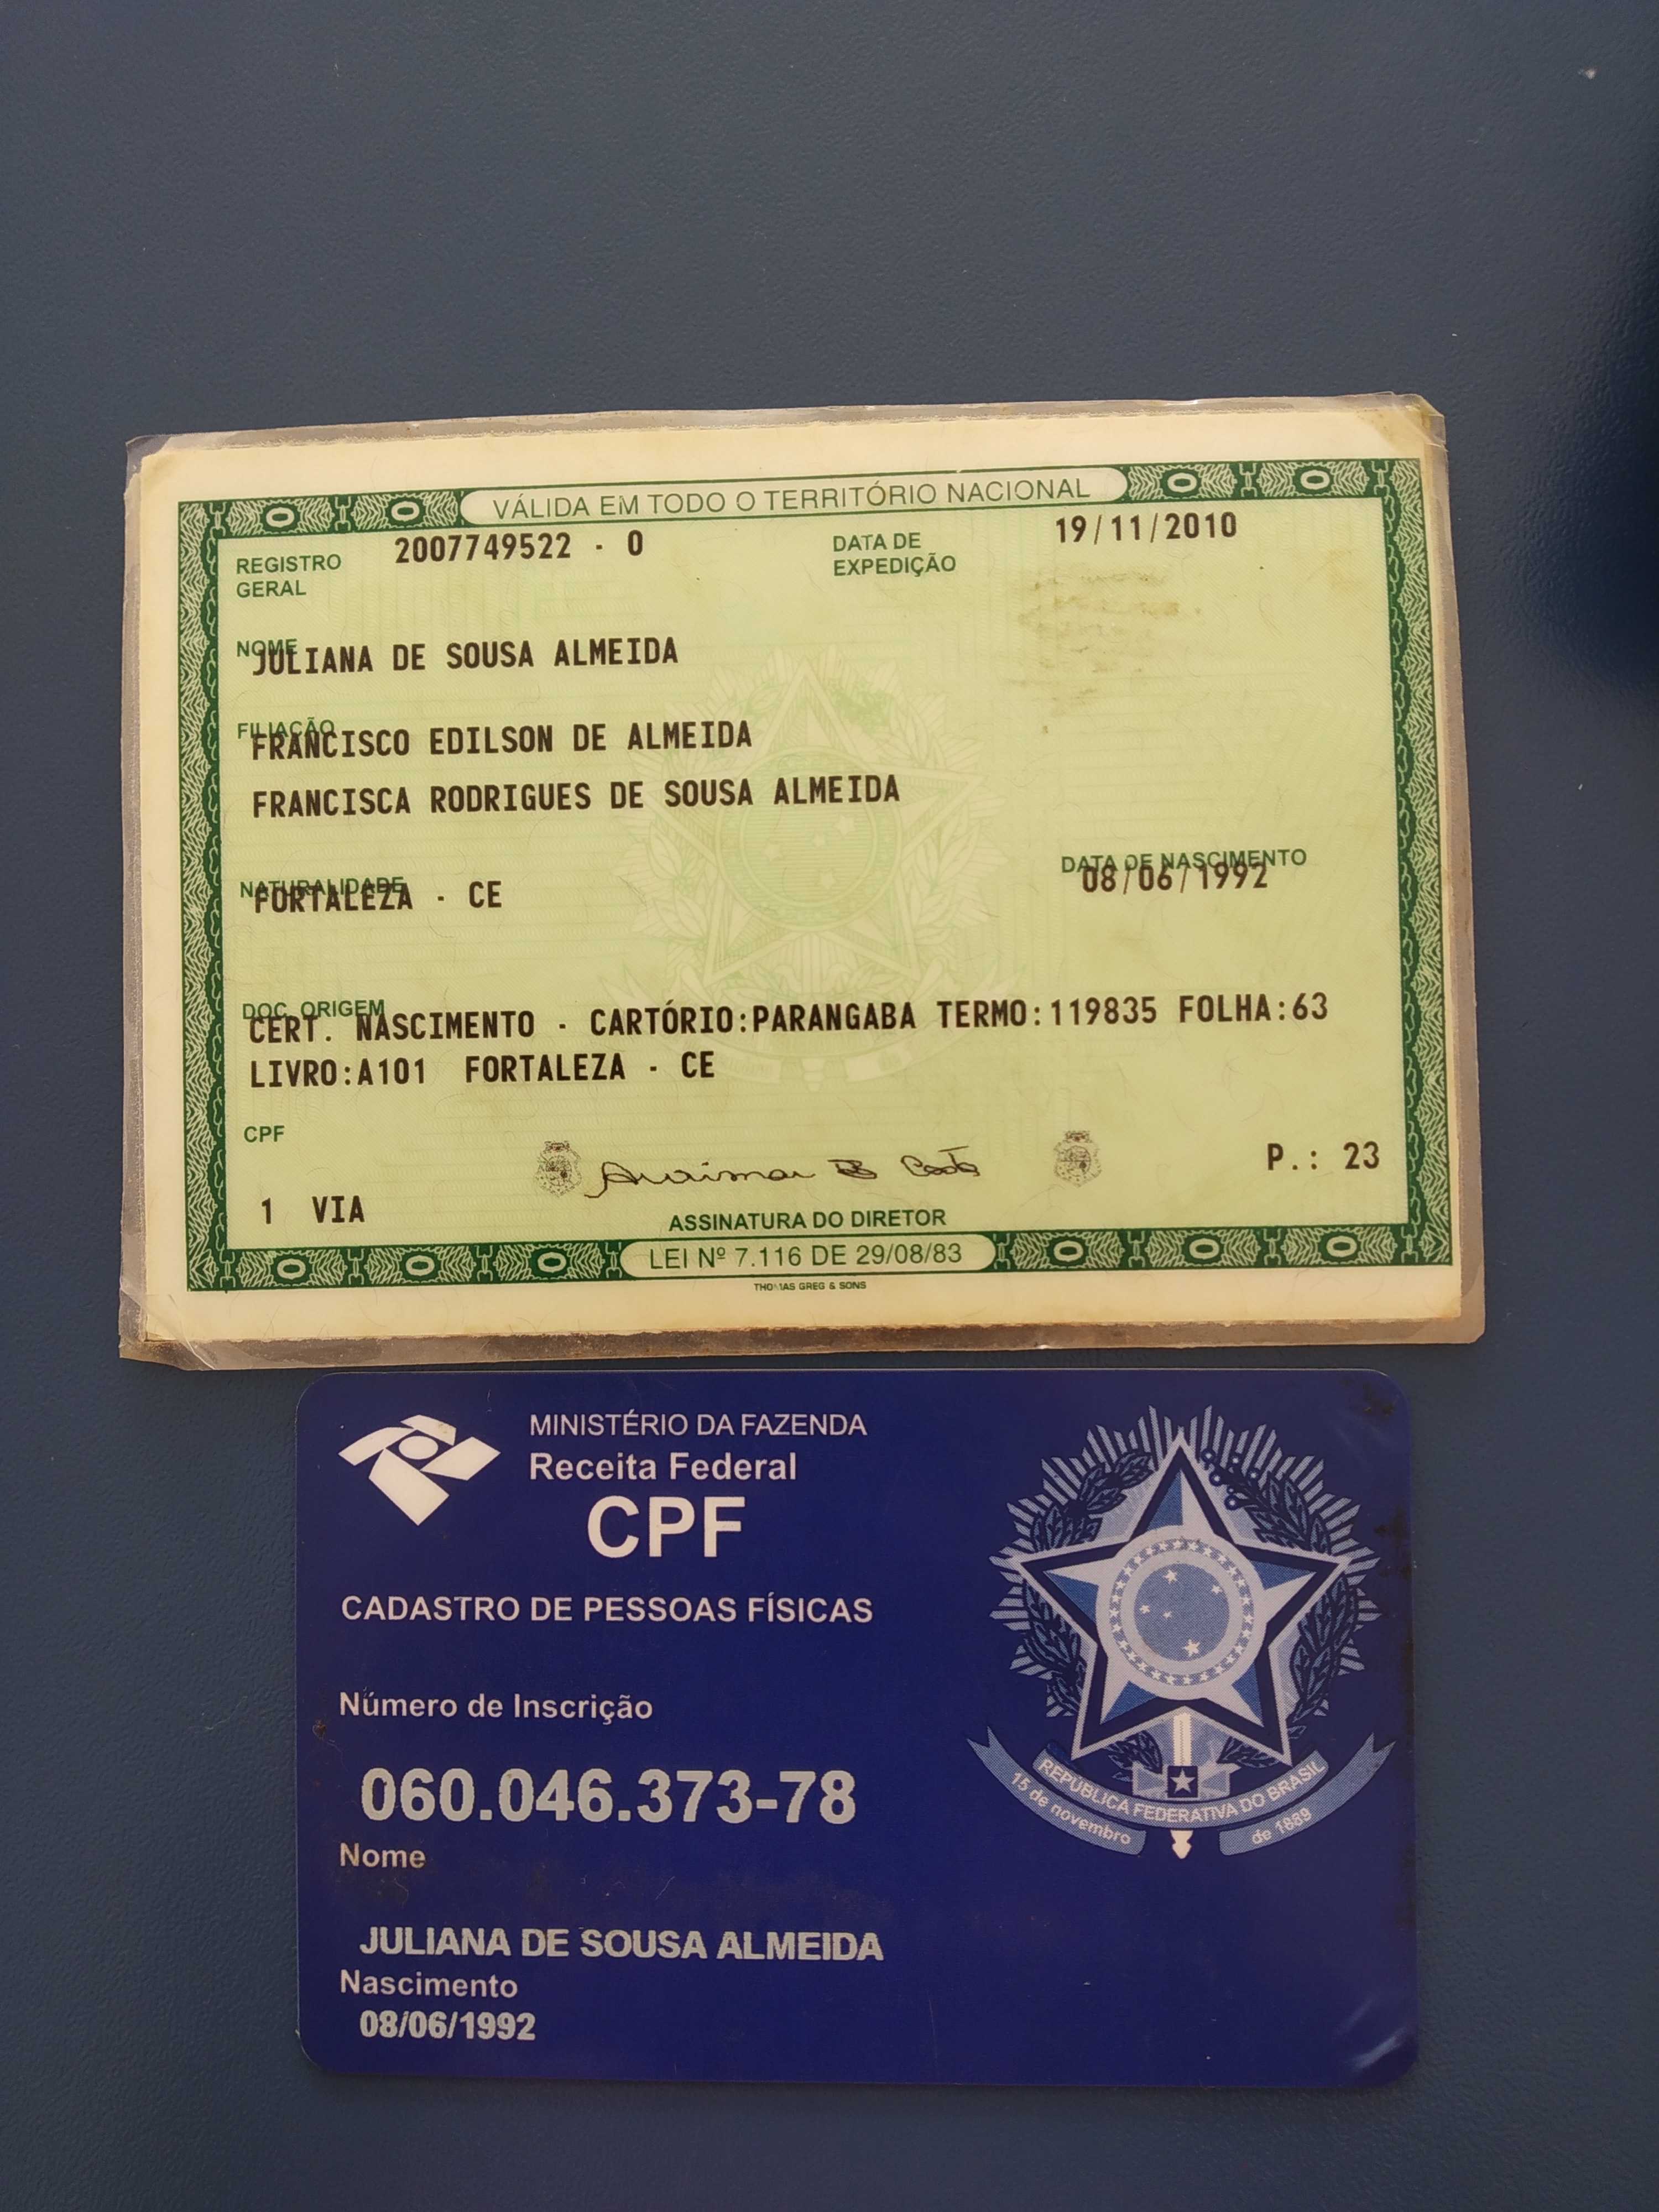 VÁLIDA EM TODO O TERRITÓRIO NACIONAL
REGISTRO GERAL 2007749522 - 0 DATA DE EXPEDIÇÃO 19/11/2010
NOME
JULIANA DE SOUSA ALMEIDA
FILIAÇÃO
FRANCISCO EDILSON DE ALMEIDA
FRANCISCA RODRIGUES DE SOUSA ALMEIDA
NATURALIDADE DATA DE NASCIMENTO
FORTALEZA - CE 08/06/1992
DOC. ORIGEM
CERT. NASCIMENTO - CARTÓRIO:PARANGABA TERMO:119835 FOLHA:63
LIVRO:A101 FORTALEZA - CE
CPF
P.: 23
1 VIA
ASSINATURA DO DIRETOR
LEI Nº 7.116 DE 29/08/83
THOMAS GREG & SONS
MINISTÉRIO DA FAZENDA
Receita Federal
CPF
CADASTRO DE PESSOAS FÍSICAS
Número de Inscrição
060.046.373-78
Nome
JULIANA DE SOUSA ALMEIDA
Nascimento
08/06/1992
REPÚBLICA FEDERATIVA DO BRASIL
15 de novembro de 1889